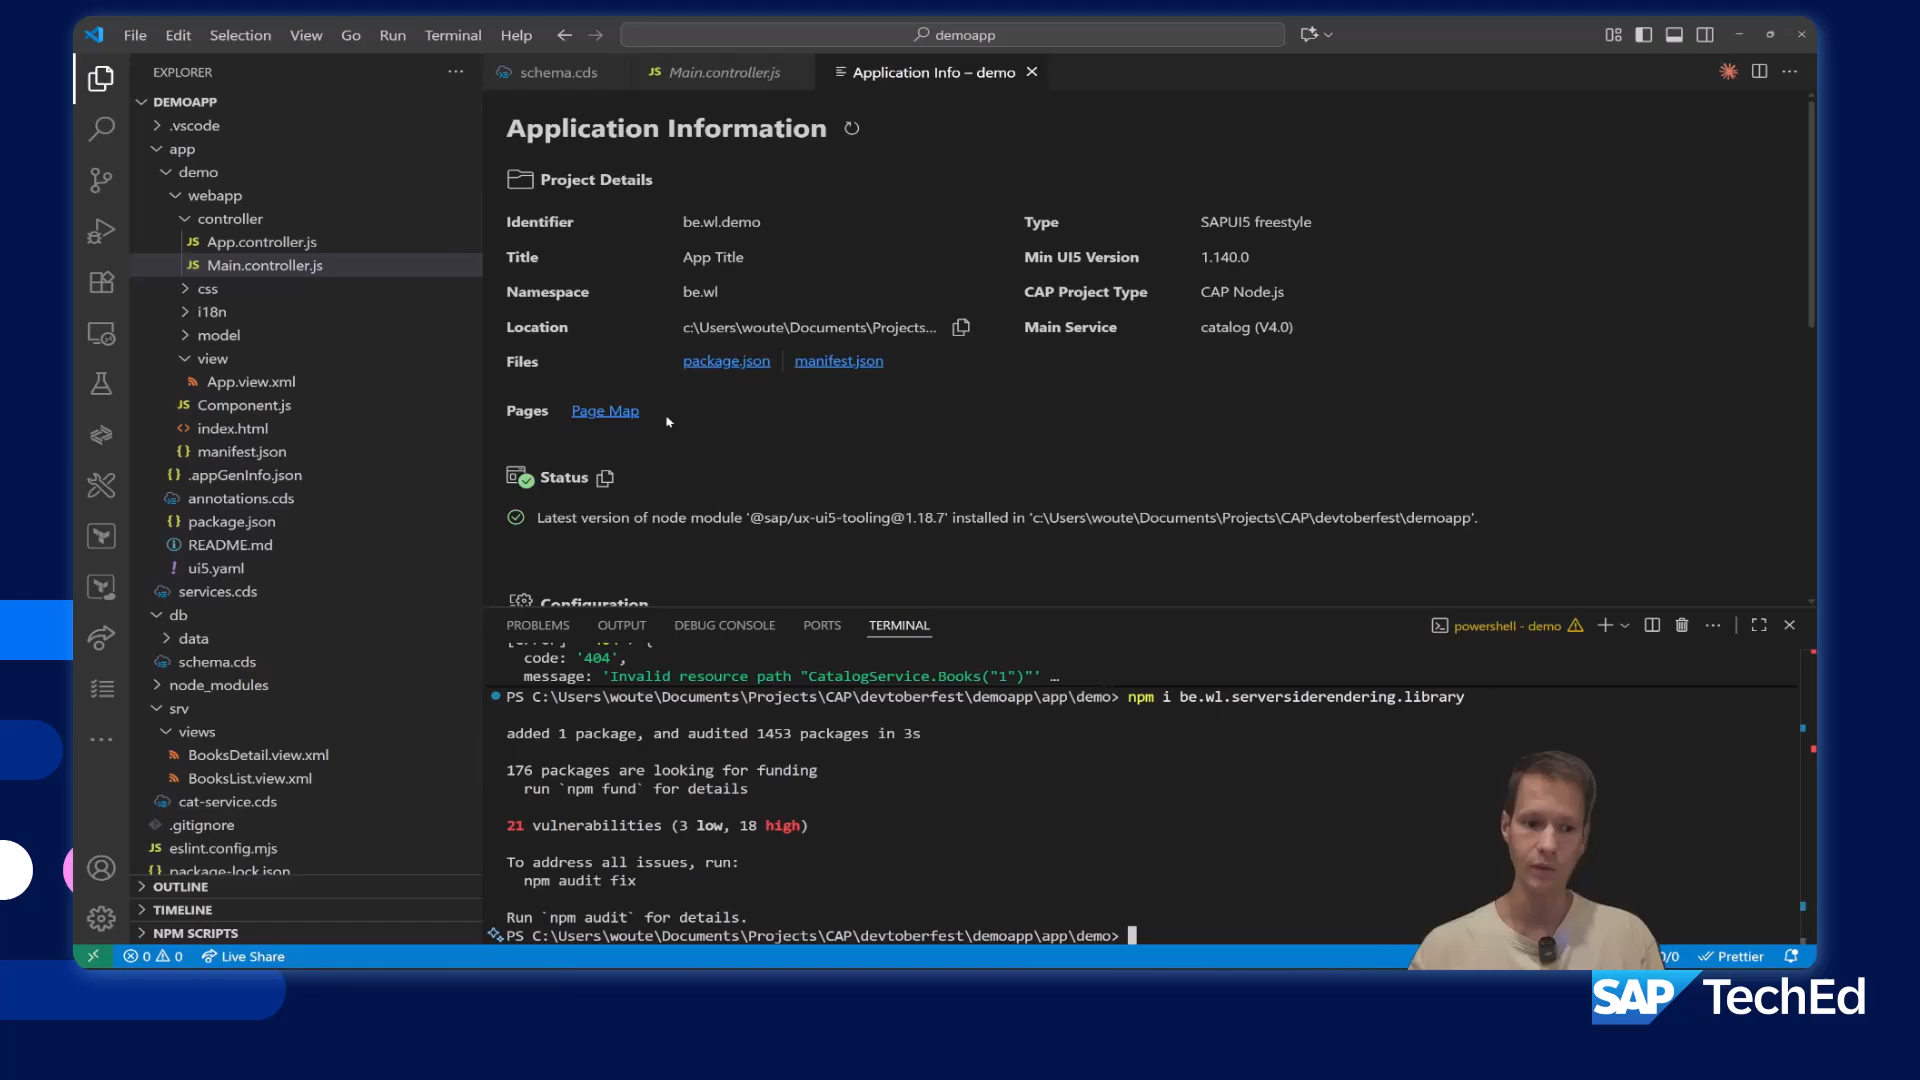 File Edit Selection View Go Run Terminal Help
demoapp
EXPLORER
schema.cds
JS Main.controller.js
Application Info – demo
DEMOAPP
.vscode
app
demo
webapp
controller
JS App.controller.js
JS Main.controller.js
css
i18n
model
view
App.view.xml
JS Component.js
<> index.html
{} manifest.json
{} .appGenInfo.json
annotations.cds
{} package.json
README.md
! ui5.yaml
services.cds
db
data
schema.cds
node_modules
srv
views
BooksDetail.view.xml
BooksList.view.xml
cat-service.cds
.gitignore
JS eslint.config.mjs
{} package-lock.json
OUTLINE
TIMELINE
NPM SCRIPTS
Application Information
Project Details
Identifier be.wl.demo Type SAPUI5 freestyle
Title App Title Min UI5 Version 1.140.0
Namespace be.wl CAP Project Type CAP Node.js
Location c:\Users\woute\Documents\Projects... Main Service catalog (V4.0)
Files package.json manifest.json
Pages Page Map
Status
Latest version of node module '@sap/ux-ui5-tooling@1.18.7' installed in 'c:\Users\woute\Documents\Projects\CAP\devtoberfest\demoapp'.
Configuration
PROBLEMS OUTPUT DEBUG CONSOLE PORTS TERMINAL
powershell - demo
code: '404',
message: 'Invalid resource path "CatalogService.Books("1")"' …
PS C:\Users\woute\Documents\Projects\CAP\devtoberfest\demoapp\app\demo> npm i be.wl.serversiderendering.library
added 1 package, and audited 1453 packages in 3s
176 packages are looking for funding
run `npm fund` for details
21 vulnerabilities (3 low, 18 high)
To address all issues, run:
npm audit fix
Run `npm audit` for details.
PS C:\Users\woute\Documents\Projects\CAP\devtoberfest\demoapp\app\demo>
0 0 Live Share
0/0 Prettier
SAP TechEd